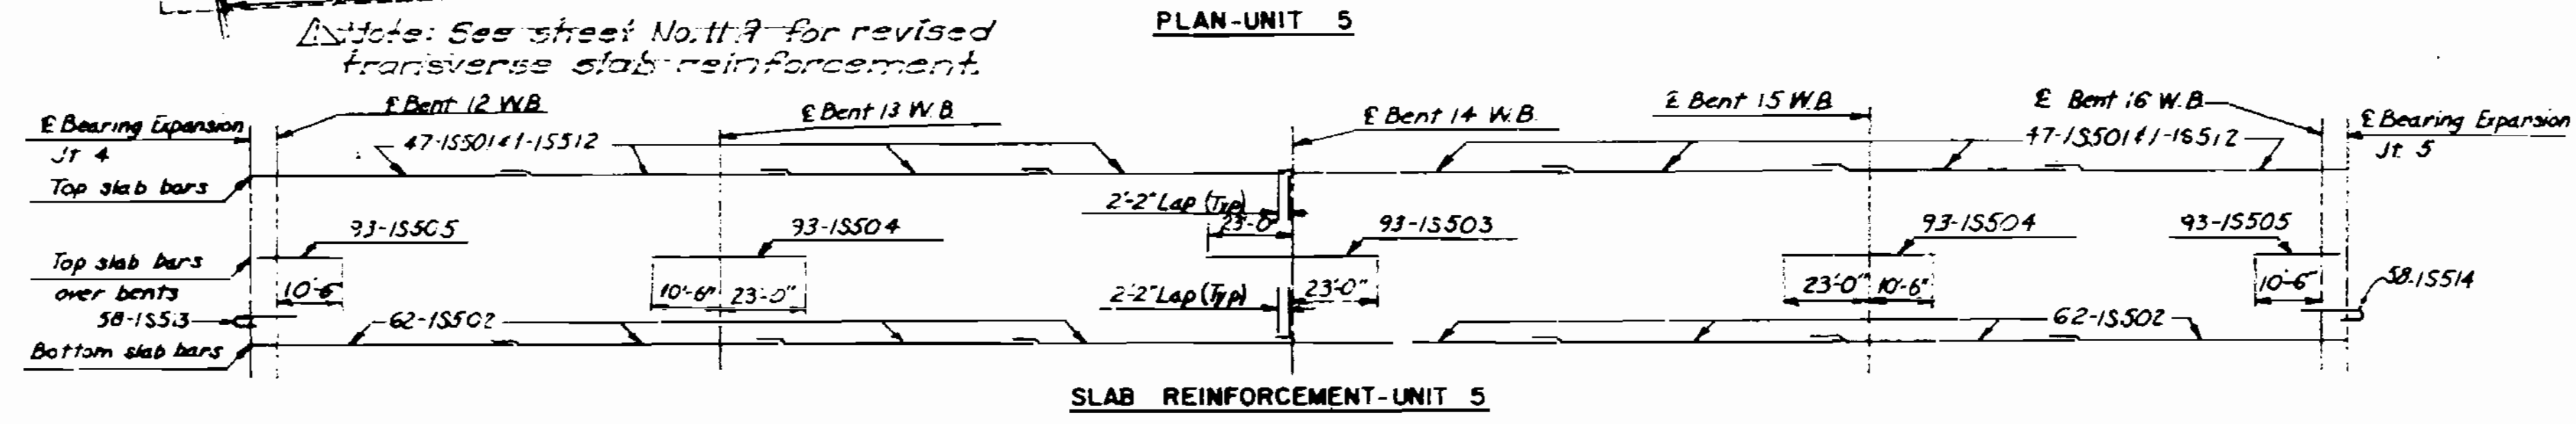 PLAN-UNIT 5
⚠Note: See sheet No. 11A for revised
transverse slab reinforcement.
℄ Bearing Expansion
Jt 4
℄ Bent 12 W.B.
℄ Bent 13 W.B.
℄ Bent 14 W.B.
℄ Bent 15 W.B.
℄ Bent 16 W.B.
℄ Bearing Expansion
Jt. 5
47-1S501 & 1-1S512
47-1S501 & 1-1S512
Top slab bars
2'-2" Lap (Typ)
23'-0"
93-1S505
93-1S504
93-1S503
93-1S504
93-1S505
Top slab bars
over bents
10'-6"
10'-6"
23'-0"
2'-2" Lap (Typ)
23'-0"
23'-0"
10'-6"
10'-6"
58-1S514
58-1S513
62-1S502
62-1S502
Bottom slab bars
SLAB REINFORCEMENT-UNIT 5